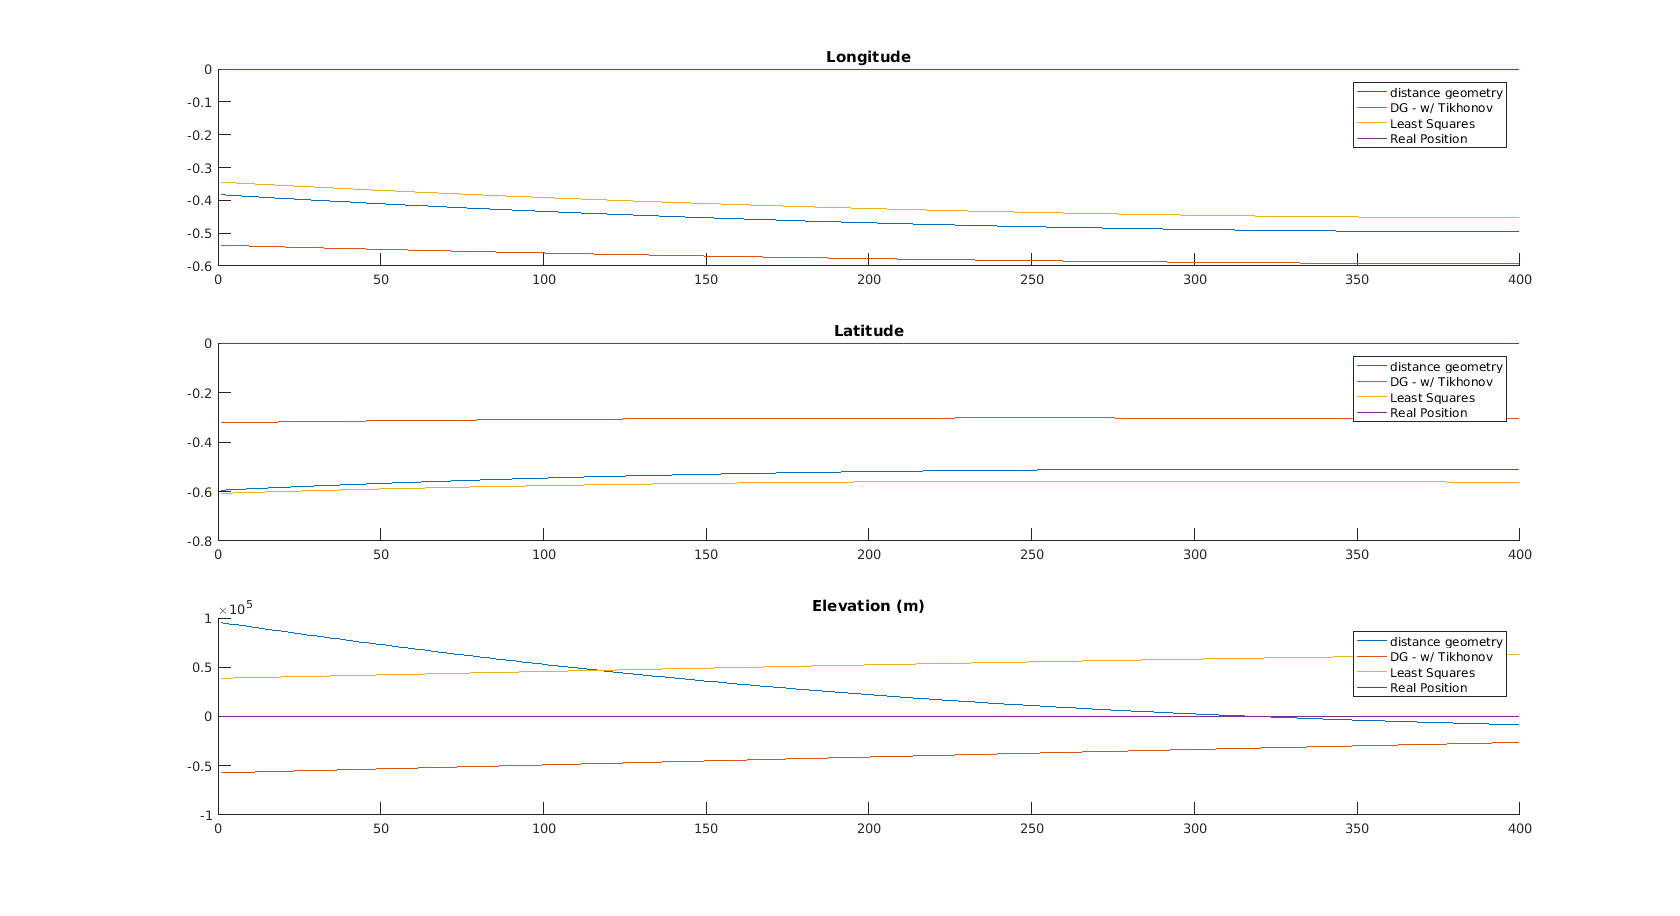 Longitude
0
-0.1
-0.2
-0.3
-0.4
-0.5
-0.6
0 50 100 150 200 250 300 350 400
distance geometry
DG - w/ Tikhonov
Least Squares
Real Position
Latitude
0
-0.2
-0.4
-0.6
-0.8
0 50 100 150 200 250 300 350 400
distance geometry
DG - w/ Tikhonov
Least Squares
Real Position
Elevation (m)
×10^5
1
0.5
0
-0.5
-1
0 50 100 150 200 250 300 350 400
distance geometry
DG - w/ Tikhonov
Least Squares
Real Position